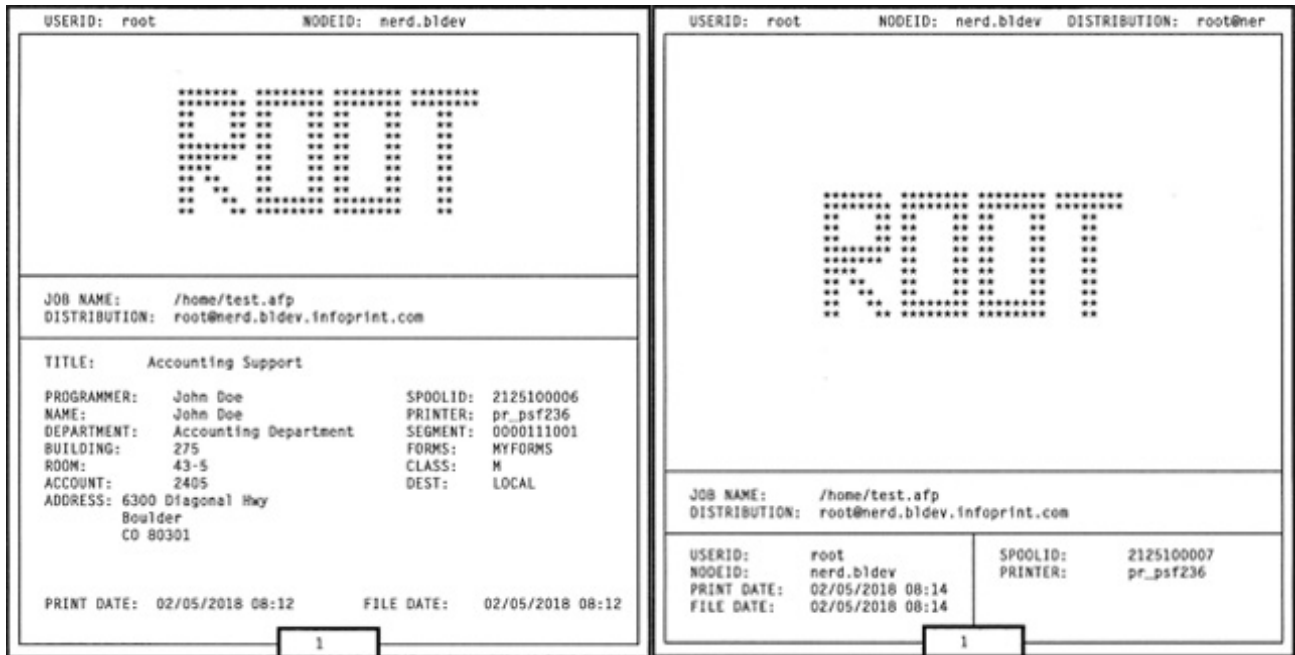 USERID: root NODEID: nerd.bldev
ROOT
JOB NAME: /home/test.afp
DISTRIBUTION: root@nerd.bldev.infoprint.com
TITLE: Accounting Support
PROGRAMMER: John Doe SPOOLID: 2125100006
NAME: John Doe PRINTER: pr_psf236
DEPARTMENT: Accounting Department SEGMENT: 0000111001
BUILDING: 275 FORMS: MYFORMS
ROOM: 43-5 CLASS: M
ACCOUNT: 2405 DEST: LOCAL
ADDRESS: 6300 Diagonal Hwy
Boulder
CO 80301
PRINT DATE: 02/05/2018 08:12 FILE DATE: 02/05/2018 08:12
1
USERID: root NODEID: nerd.bldev DISTRIBUTION: root@ner
ROOT
JOB NAME: /home/test.afp
DISTRIBUTION: root@nerd.bldev.infoprint.com
USERID: root SPOOLID: 2125100007
NODEID: nerd.bldev PRINTER: pr_psf236
PRINT DATE: 02/05/2018 08:14
FILE DATE: 02/05/2018 08:14
1